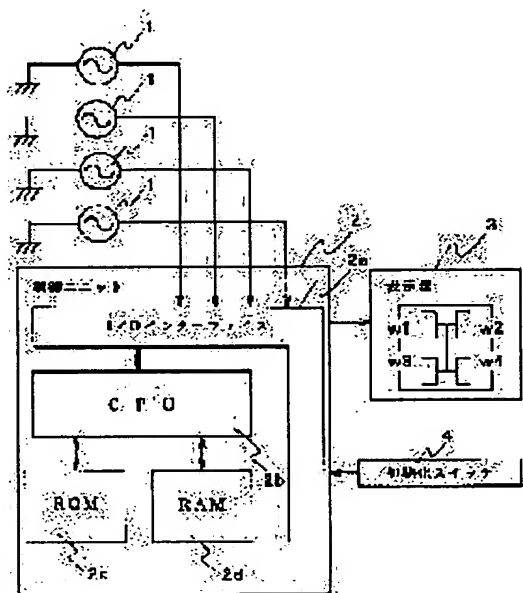 1
1
1
1
2
2a
3
制御ユニット
I/Oインターフェイス
表示器
w1
w2
w3
w4
CPU
2b
4
初期化スイッチ
ROM
RAM
2c
2d